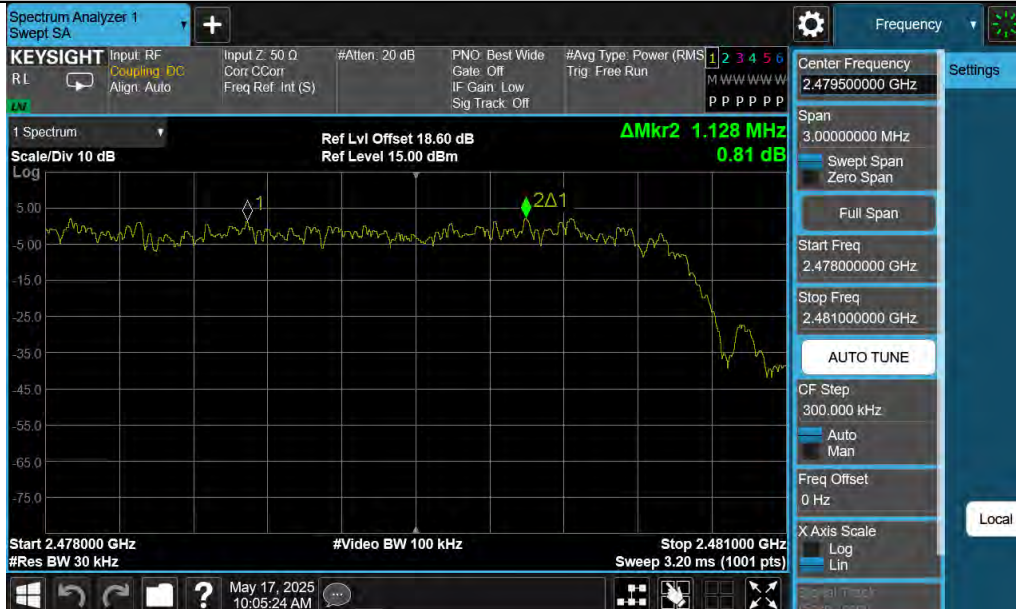 Spectrum Analyzer 1
Swept SA
+
Frequency
KEYSIGHT
RL
LNI
Input: RF
Coupling: DC
Align: Auto
Input Z: 50 Ω
Corr CCorr
Freq Ref: Int (S)
#Atten: 20 dB
PNO: Best Wide
Gate: Off
IF Gain: Low
Sig Track: Off
#Avg Type: Power (RMS
Trig: Free Run
1 2 3 4 5 6
M W W W W W
P P P P P P
1 Spectrum
Scale/Div 10 dB
Log
Ref Lvl Offset 18.60 dB
Ref Level 15.00 dBm
ΔMkr2 1.128 MHz
0.81 dB
1
2Δ1
5.00
-5.00
-15.0
-25.0
-35.0
-45.0
-55.0
-65.0
-75.0
Start 2.478000 GHz
#Res BW 30 kHz
#Video BW 100 kHz
Stop 2.481000 GHz
Sweep 3.20 ms (1001 pts)
?
May 17, 2025
10:05:24 AM
Center Frequency
2.479500000 GHz
Span
3.00000000 MHz
Swept Span
Zero Span
Full Span
Start Freq
2.478000000 GHz
Stop Freq
2.481000000 GHz
AUTO TUNE
CF Step
300.000 kHz
Auto
Man
Freq Offset
0 Hz
X Axis Scale
Log
Lin
Signal Track
Settings
Local